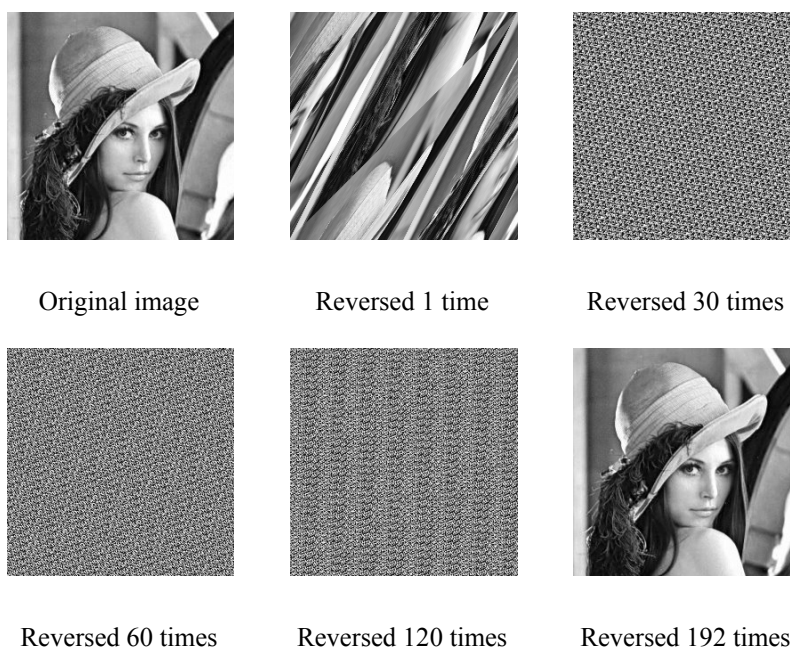 Original image
Reversed 1 time
Reversed 30 times
Reversed 60 times
Reversed 120 times
Reversed 192 times